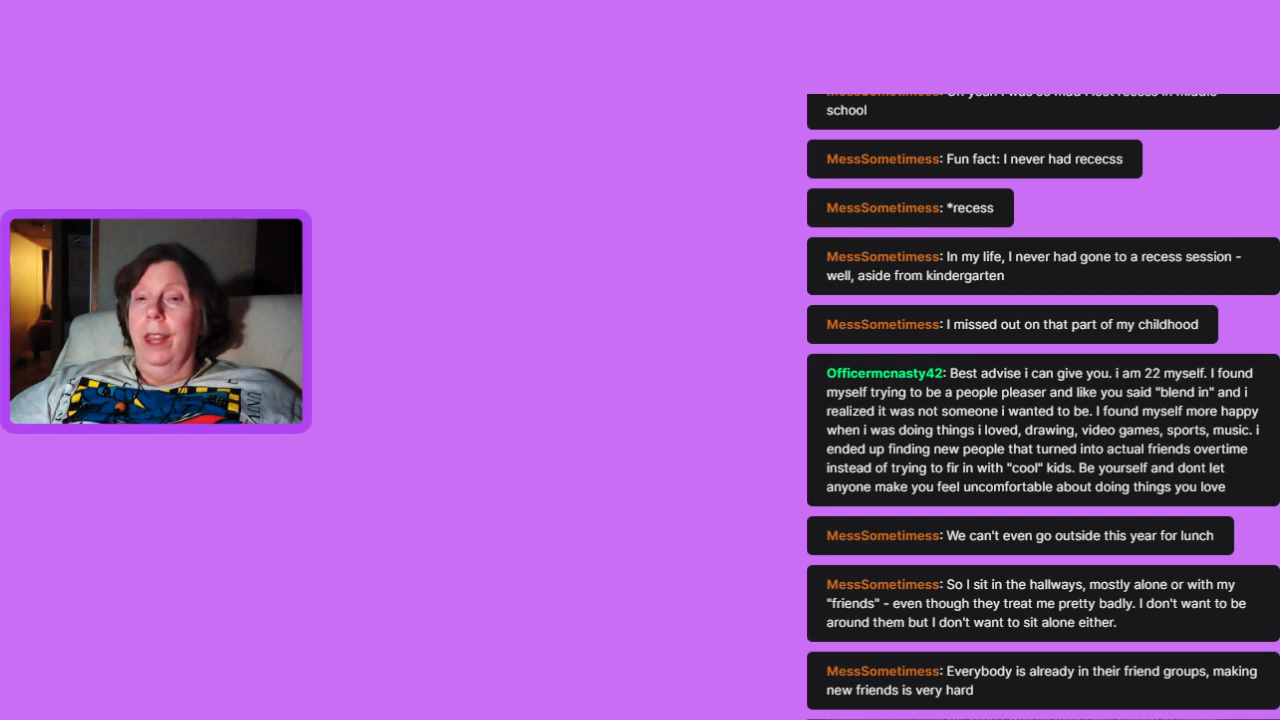 school
MessSometimess: Fun fact: I never had rececss
MessSometimess: *recess
MessSometimess: In my life, I never had gone to a recess session -
well, aside from kindergarten
MessSometimess: I missed out on that part of my childhood
Officermcnasty42: Best advise i can give you. i am 22 myself. I found
myself trying to be a people pleaser and like you said "blend in" and i
realized it was not someone i wanted to be. I found myself more happy
when i was doing things i loved, drawing, video games, sports, music. i
ended up finding new people that turned into actual friends overtime
instead of trying to fir in with "cool" kids. Be yourself and dont let
anyone make you feel uncomfortable about doing things you love
MessSometimess: We can't even go outside this year for lunch
MessSometimess: So I sit in the hallways, mostly alone or with my
"friends" - even though they treat me pretty badly. I don't want to be
around them but I don't want to sit alone either.
MessSometimess: Everybody is already in their friend groups, making
new friends is very hard